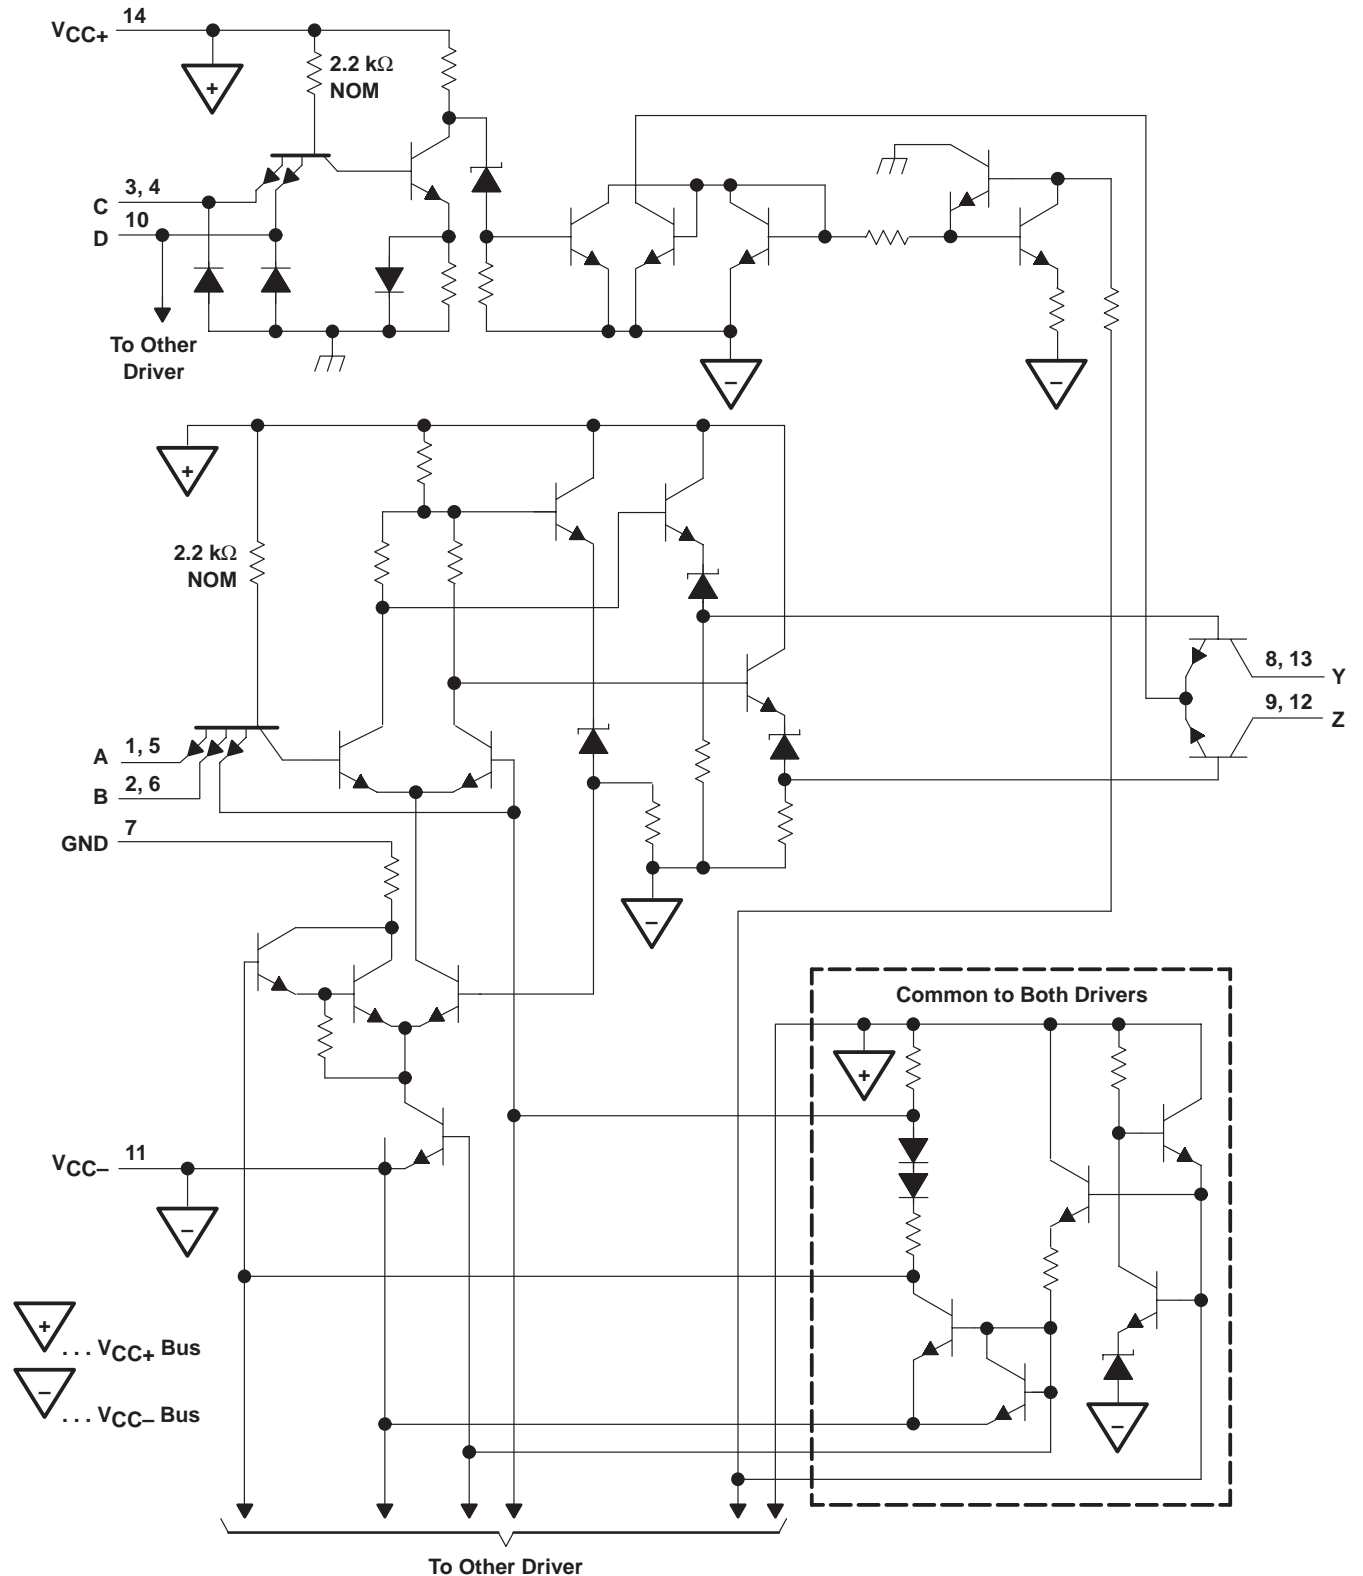 VCC+
14
2.2 kΩ
NOM
+
C
3, 4
D
10
To Other
Driver
−
−
+
2.2 kΩ
NOM
8, 13
Y
9, 12
Z
A
1, 5
B
2, 6
GND
7
−
Common to Both Drivers
+
VCC−
11
−
+
. . . VCC+ Bus
−
. . . VCC− Bus
−
To Other Driver